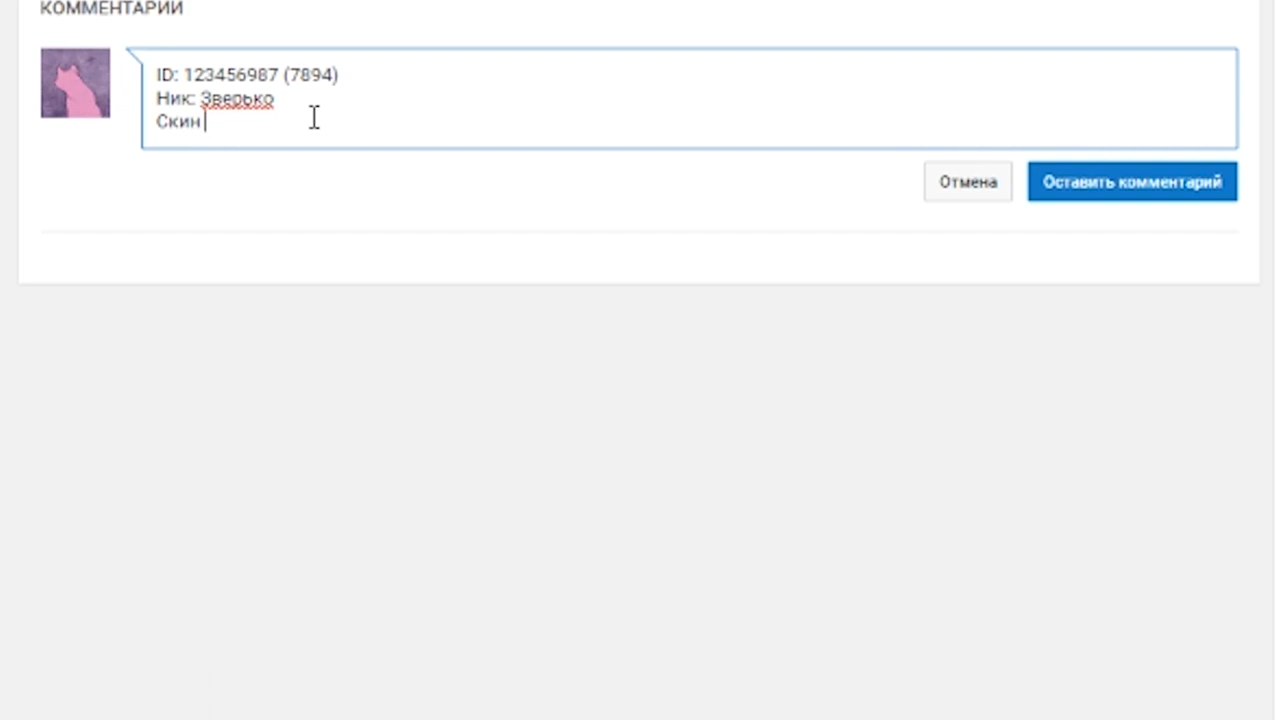 КОММЕНТАРИИ
ID: 123456987 (7894)
Ник: Зверько
Скин
Отмена
Оставить комментарий